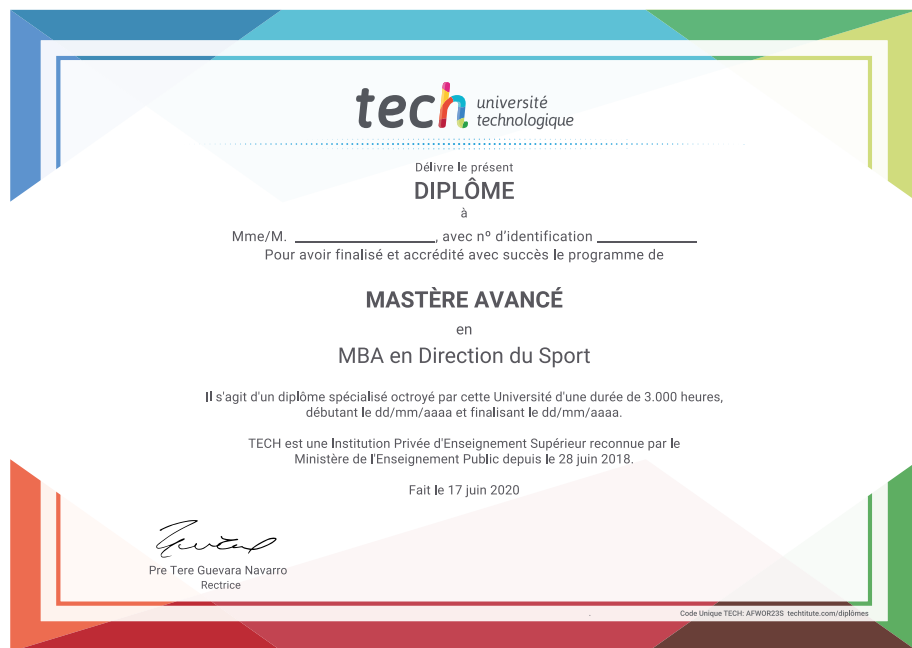 tech université
technologique
Délivre le présent
DIPLÔME
à
Mme/M. ____________, avec nº d'identification ____________
Pour avoir finalisé et accrédité avec succès le programme de
MASTÈRE AVANCÉ
en
MBA en Direction du Sport
Il s'agit d'un diplôme spécialisé octroyé par cette Université d'une durée de 3.000 heures,
débutant le dd/mm/aaaa et finalisant le dd/mm/aaaa.
TECH est une Institution Privée d'Enseignement Supérieur reconnue par le
Ministère de l'Enseignement Public depuis le 28 juin 2018.
Fait le 17 juin 2020
Pre Tere Guevara Navarro
Rectrice
Code Unique TECH: AFWOR23S techtitute.com/diplômes